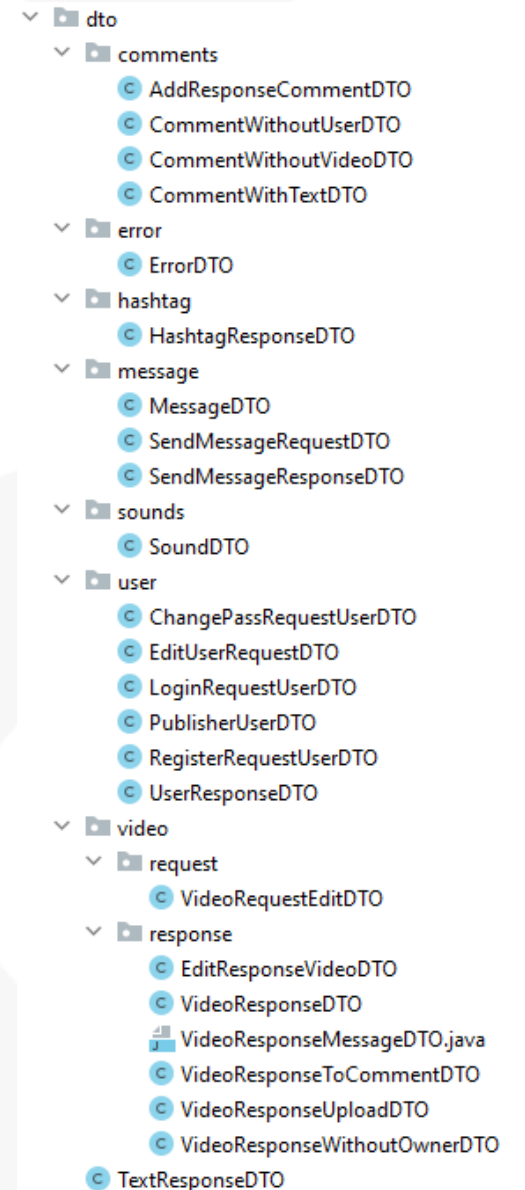 dto
comments
C AddResponseCommentDTO
C CommentWithoutUserDTO
C CommentWithoutVideoDTO
C CommentWithTextDTO
error
C ErrorDTO
hashtag
C HashtagResponseDTO
message
C MessageDTO
C SendMessageRequestDTO
C SendMessageResponseDTO
sounds
C SoundDTO
user
C ChangePassRequestUserDTO
C EditUserRequestDTO
C LoginRequestUserDTO
C PublisherUserDTO
C RegisterRequestUserDTO
C UserResponseDTO
video
request
C VideoRequestEditDTO
response
C EditResponseVideoDTO
C VideoResponseDTO
J VideoResponseMessageDTO.java
C VideoResponseToCommentDTO
C VideoResponseUploadDTO
C VideoResponseWithoutOwnerDTO
C TextResponseDTO